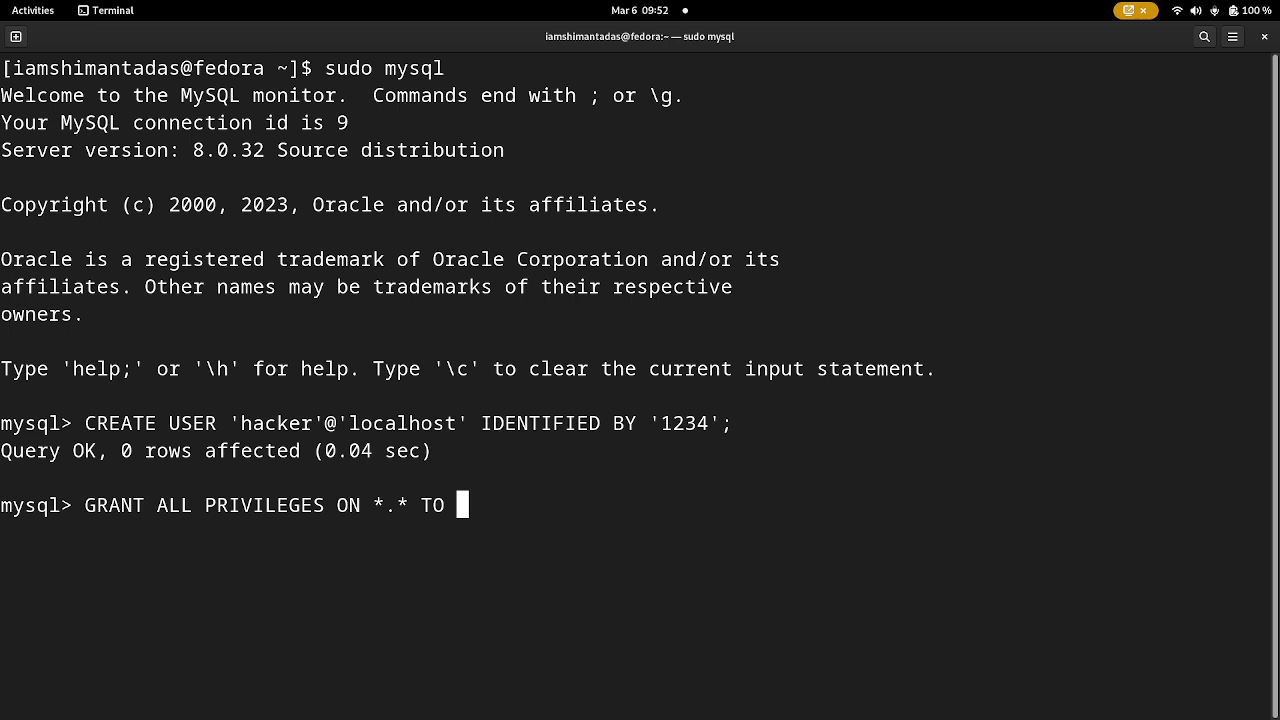 Activities Terminal Mar 6 09:52 100 %
iamshimantadas@fedora:~ — sudo mysql
[iamshimantadas@fedora ~]$ sudo mysql
Welcome to the MySQL monitor.  Commands end with ; or \g.
Your MySQL connection id is 9
Server version: 8.0.32 Source distribution
Copyright (c) 2000, 2023, Oracle and/or its affiliates.
Oracle is a registered trademark of Oracle Corporation and/or its
affiliates. Other names may be trademarks of their respective
owners.
Type 'help;' or '\h' for help. Type '\c' to clear the current input statement.
mysql> CREATE USER 'hacker'@'localhost' IDENTIFIED BY '1234';
Query OK, 0 rows affected (0.04 sec)
mysql> GRANT ALL PRIVILEGES ON *.* TO